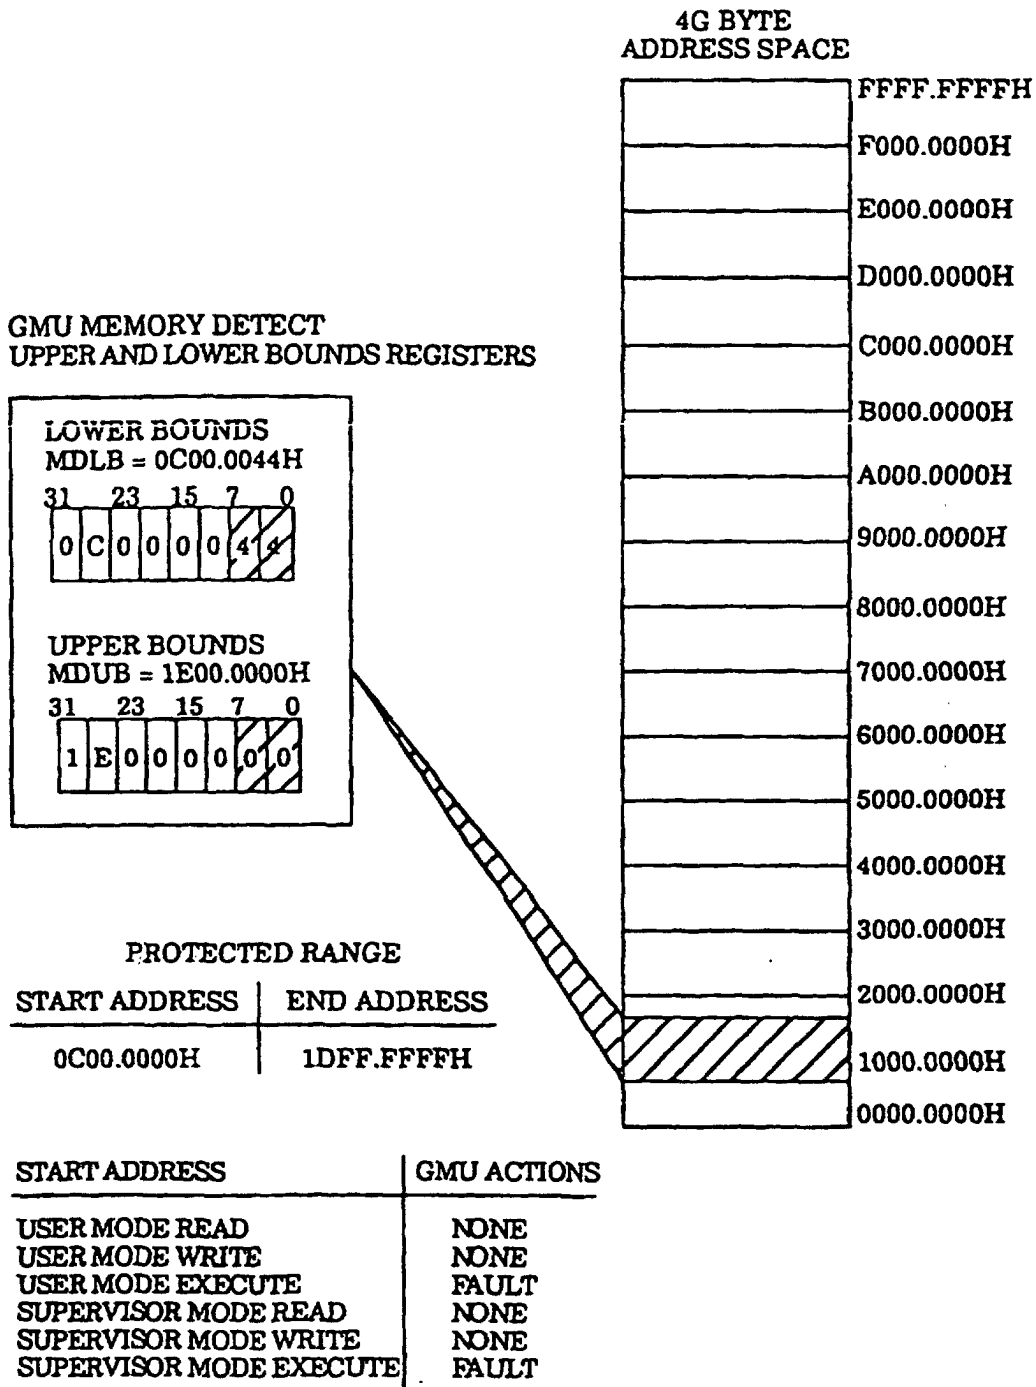 4G BYTE
ADDRESS SPACE
FFFF.FFFFH
F000.0000H
E000.0000H
D000.0000H
C000.0000H
B000.0000H
A000.0000H
9000.0000H
8000.0000H
7000.0000H
6000.0000H
5000.0000H
4000.0000H
3000.0000H
2000.0000H
1000.0000H
0000.0000H
GMU MEMORY DETECT
UPPER AND LOWER BOUNDS REGISTERS
LOWER BOUNDS
MDLB = 0C00.0044H
31 23 15 7 0
0 C 0 0 0 0 4 4
UPPER BOUNDS
MDUB = 1E00.0000H
31 23 15 7 0
1 E 0 0 0 0 0 0
PROTECTED RANGE
START ADDRESS END ADDRESS
0C00.0000H 1DFF.FFFFH
START ADDRESS GMU ACTIONS
USER MODE READ NONE
USER MODE WRITE NONE
USER MODE EXECUTE FAULT
SUPERVISOR MODE READ NONE
SUPERVISOR MODE WRITE NONE
SUPERVISOR MODE EXECUTE FAULT